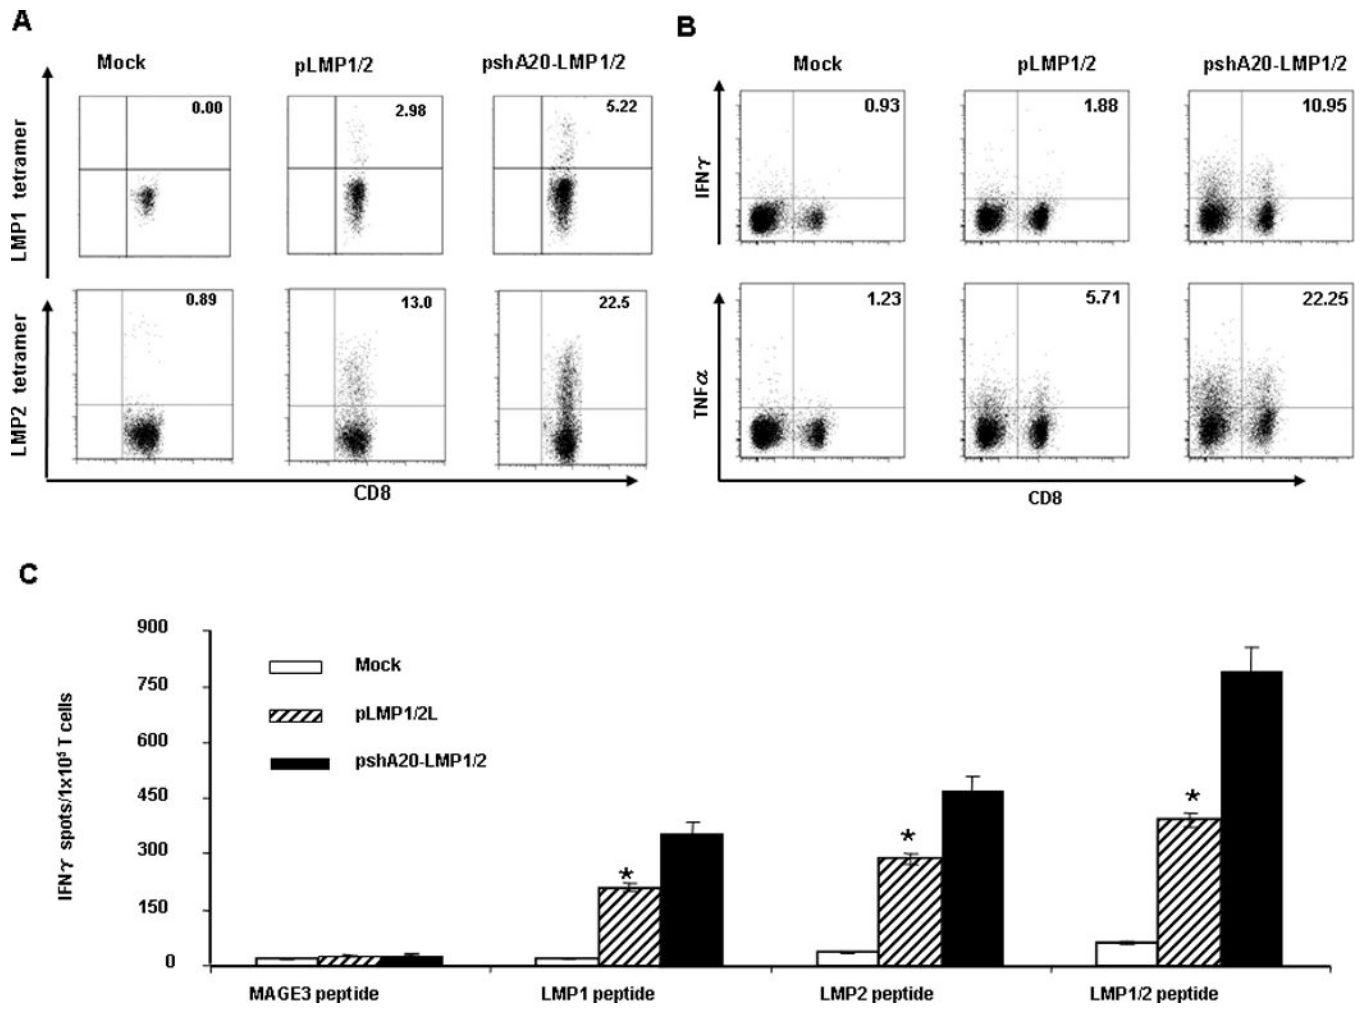 A
Mock
pLMP1/2
pshA20-LMP1/2
LMP1 tetramer
0.00
2.98
5.22
LMP2 tetramer
0.89
13.0
22.5
CD8
B
Mock
pLMP1/2
pshA20-LMP1/2
IFNγ
0.93
1.88
10.95
TNFα
1.23
5.71
22.25
CD8
C
IFNγ spots/1x10⁵ T cells
900
750
600
450
300
150
0
Mock
pLMP1/2L
pshA20-LMP1/2
*
*
*
MAGE3 peptide
LMP1 peptide
LMP2 peptide
LMP1/2 peptide